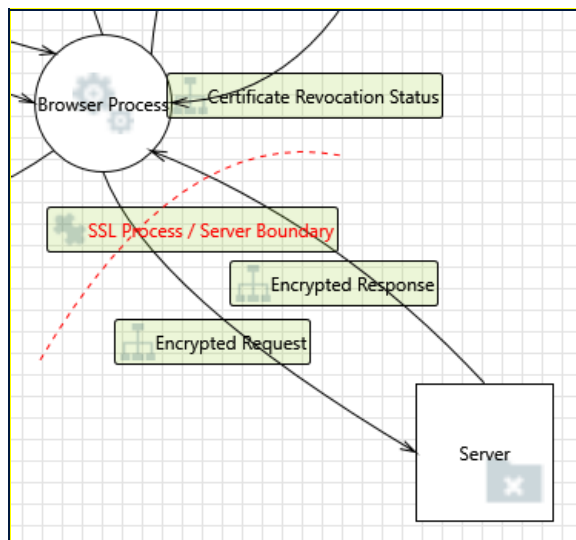 Browser Process
Certificate Revocation Status
SSL Process / Server Boundary
Encrypted Response
Encrypted Request
Server